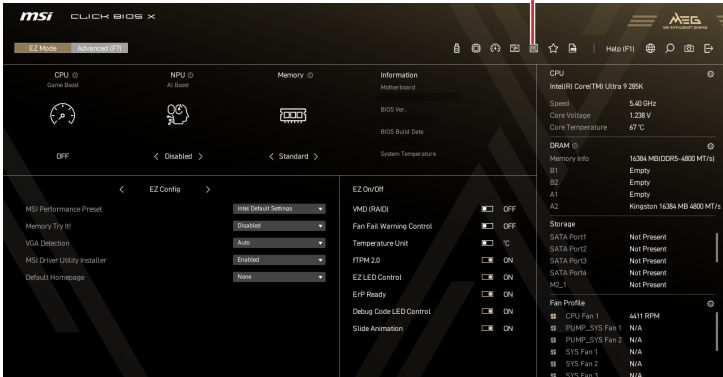 msi CLICK BIOS X
MEG
MSI ENTHUSIAST GAMING
EZ Mode Advanced (F7) Help (F1)
CPU
Game Boost
OFF
NPU
AI Boost
Disabled
Memory
Standard
Information
Motherboard
BIOS Ver.
BIOS Build Date
System Temperature
EZ Config
MSI Performance Preset Intel Default Settings
Memory Try It! Disabled
VGA Detection Auto
MSI Driver Utility Installer Enabled
Default Homepage None
EZ On/Off
VMD (RAID) OFF
Fan Fail Warning Control OFF
Temperature Unit °C
fTPM 2.0 ON
EZ LED Control ON
ErP Ready ON
Debug Code LED Control ON
Slide Animation ON
CPU
Intel(R) Core(TM) Ultra 9 285K
Speed 5.40 GHz
Core Voltage 1.238 V
Core Temperature 67 °C
DRAM
Memory Info 16384 MB(DDR5-4800 MT/s)
B1 Empty
B2 Empty
A1 Empty
A2 Kingston 16384 MB 4800 MT/s
Storage
SATA Port1 Not Present
SATA Port2 Not Present
SATA Port3 Not Present
SATA Port4 Not Present
M2_1 Not Present
Fan Profile
CPU Fan 1 4411 RPM
PUMP_SYS Fan 1 N/A
PUMP_SYS Fan 2 N/A
SYS Fan 1 N/A
SYS Fan 2 N/A
SYS Fan 3 N/A